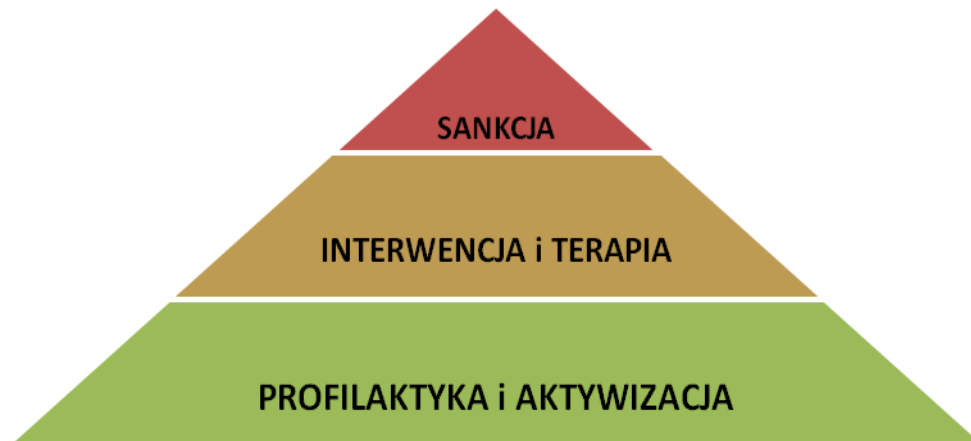 SANKCJA
INTERWENCJA i TERAPIA
PROFILAKTYKA i AKTYWIZACJA